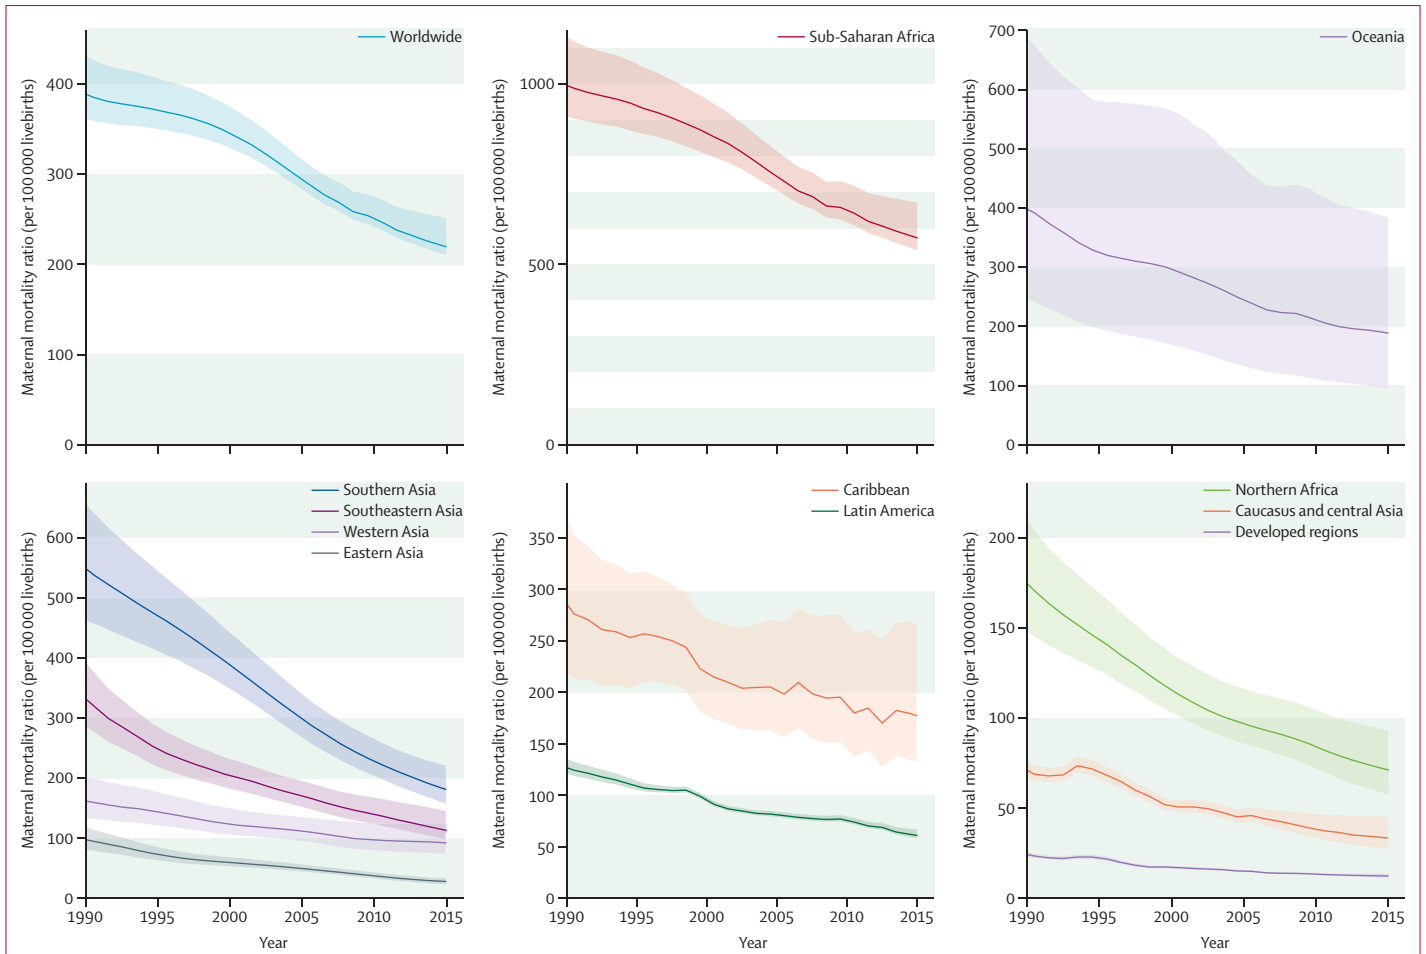 Worldwide
Maternal mortality ratio (per 100 000 livebirths)
400
300
200
100
0
Sub-Saharan Africa
Maternal mortality ratio (per 100 000 livebirths)
1000
500
0
Oceania
Maternal mortality ratio (per 100 000 livebirths)
700
600
500
400
300
200
100
0
Southern Asia
Southeastern Asia
Western Asia
Eastern Asia
Maternal mortality ratio (per 100 000 livebirths)
600
500
400
300
200
100
0
1990 1995 2000 2005 2010 2015
Year
Caribbean
Latin America
Maternal mortality ratio (per 100 000 livebirths)
350
300
250
200
150
100
50
0
1990 1995 2000 2005 2010 2015
Year
Northern Africa
Caucasus and central Asia
Developed regions
Maternal mortality ratio (per 100 000 livebirths)
200
150
100
50
0
1990 1995 2000 2005 2010 2015
Year